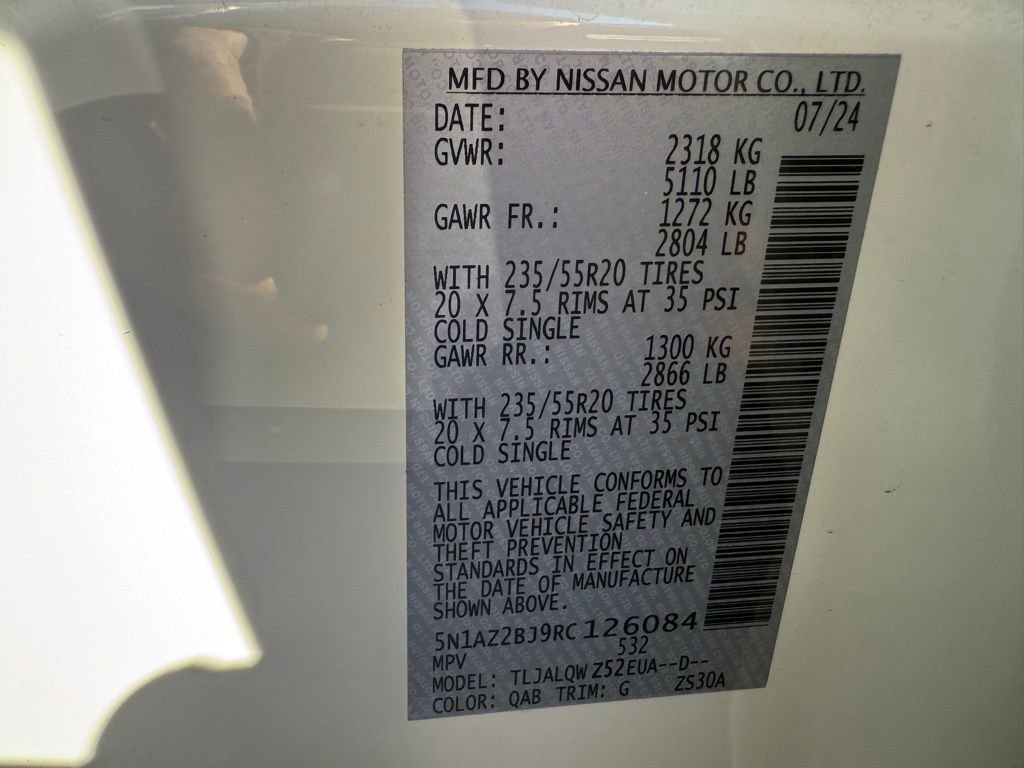 MFD BY NISSAN MOTOR CO., LTD.
DATE: 07/24
GVWR: 2318 KG
5110 LB
GAWR FR.: 1272 KG
2804 LB
WITH 235/55R20 TIRES
20 X 7.5 RIMS AT 35 PSI
COLD SINGLE
GAWR RR.: 1300 KG
2866 LB
WITH 235/55R20 TIRES
20 X 7.5 RIMS AT 35 PSI
COLD SINGLE
THIS VEHICLE CONFORMS TO
ALL APPLICABLE FEDERAL
MOTOR VEHICLE SAFETY AND
THEFT PREVENTION
STANDARDS IN EFFECT ON
THE DATE OF MANUFACTURE
SHOWN ABOVE.
5N1AZ2BJ9RC126084
MPV 532
MODEL: TLJALQWZ52EUA--D--
COLOR: QAB TRIM: G ZS30A